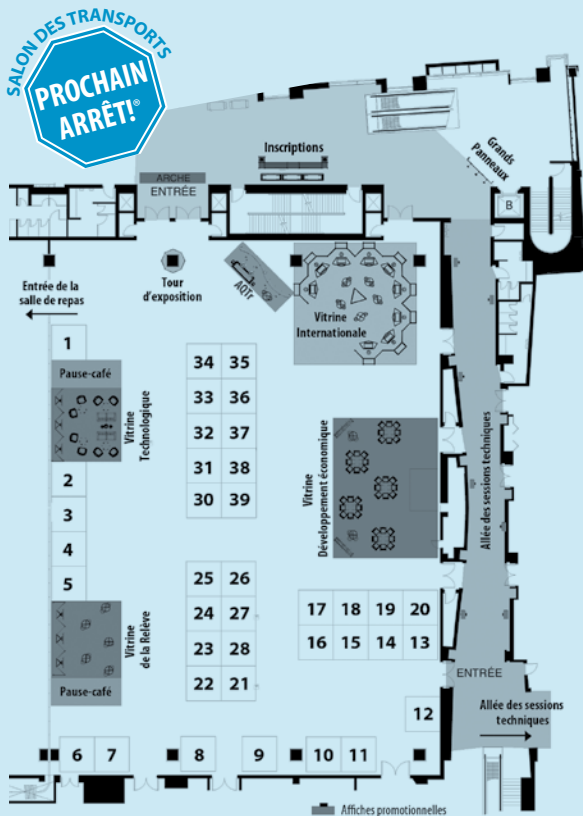 SALON DES TRANSPORTS
PROCHAIN
ARRÊT!®
Inscriptions
Grands
Panneaux
ARCHE
ENTRÉE
B
Entrée de la
salle de repas
Tour
d'exposition
AQTr
Vitrine
Internationale
1
Pause-café
Vitrine
Technologique
34 35
33 36
32 37
31 38
30 39
Vitrine
Développement économique
Allée des sessions techniques
2
3
4
5
25 26
24 27
23 28
22 21
17 18 19 20
16 15 14 13
Vitrine
de la Relève
Pause-café
ENTRÉE
12
Allée des sessions
techniques
6 7 8 9 10 11
Affiches promotionnelles